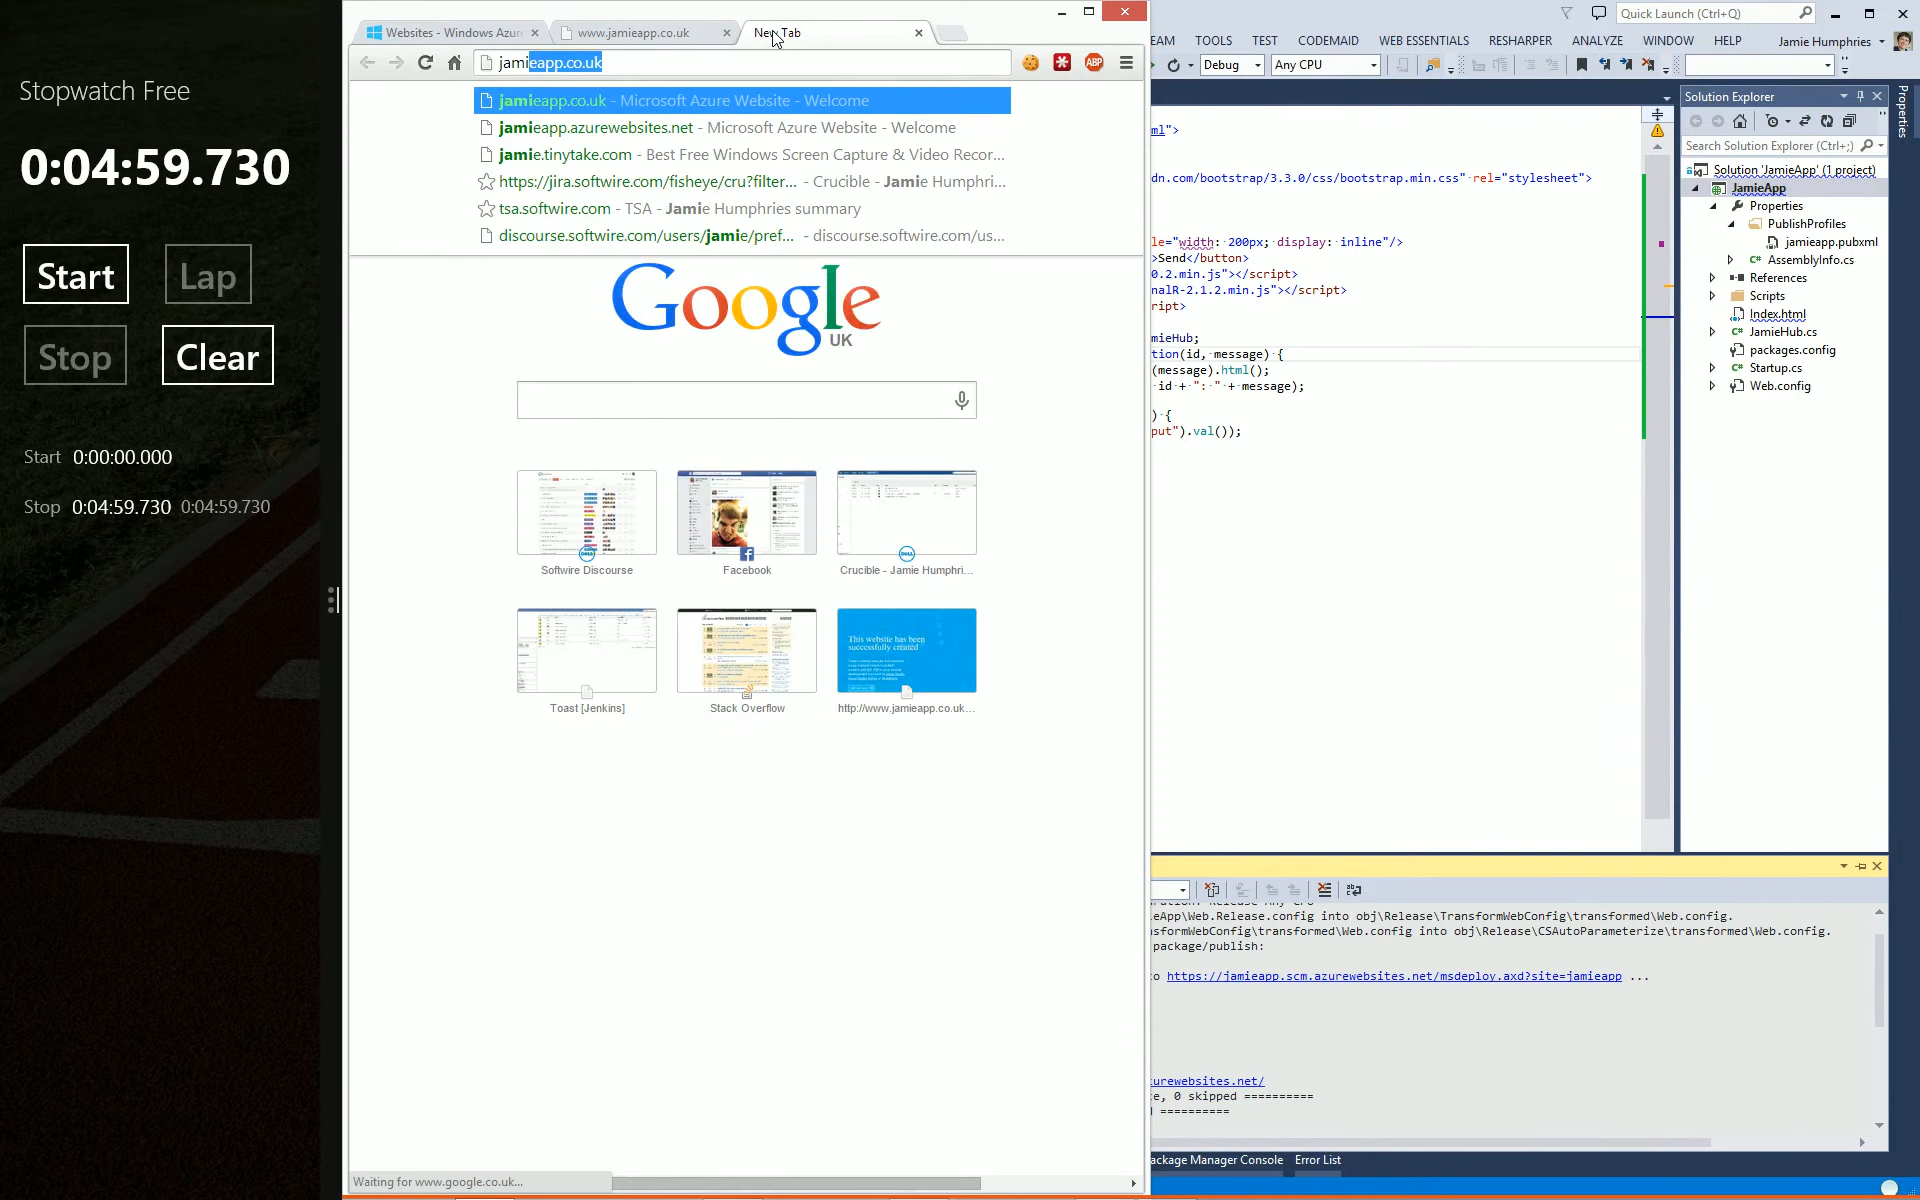 Stopwatch Free
0:04:59.730
Start
Lap
Stop
Clear
Start 0:00:00.000
Stop 0:04:59.730 0:04:59.730
Websites - Windows Azur
www.jamieapp.co.uk
New Tab
jamieapp.co.uk
ABP
jamieapp.co.uk - Microsoft Azure Website - Welcome
jamieapp.azurewebsites.net - Microsoft Azure Website - Welcome
jamie.tinytake.com - Best Free Windows Screen Capture & Video Recor...
https://jira.softwire.com/fisheye/cru?filter... - Crucible - Jamie Humphri...
tsa.softwire.com - TSA - Jamie Humphries summary
discourse.softwire.com/users/jamie/pref... - discourse.softwire.com/us...
Google
UK
Softwire Discourse
Facebook
Crucible - Jamie Humphri...
This website has been
successfully created
Toast [Jenkins]
Stack Overflow
http://www.jamieapp.co.uk...
Waiting for www.google.co.uk...
Quick Launch (Ctrl+Q)
EAM TOOLS TEST CODEMAID WEB ESSENTIALS RESHARPER ANALYZE WINDOW HELP Jamie Humphries
Debug Any CPU
ml">
dn.com/bootstrap/3.3.0/css/bootstrap.min.css" rel="stylesheet">
le="width: 200px; display: inline"/>
>Send</button>
0.2.min.js"></script>
nalR-2.1.2.min.js"></script>
ript>
mieHub;
tion(id, message) {
(message).html();
id + ": " + message);
) {
put").val());
Solution Explorer
Search Solution Explorer (Ctrl+;)
Solution 'JamieApp' (1 project)
JamieApp
Properties
PublishProfiles
jamieapp.pubxml
AssemblyInfo.cs
References
Scripts
Index.html
JamieHub.cs
packages.config
Startup.cs
Web.config
Properties
eApp\Web.Release.config into obj\Release\TransformWebConfig\transformed\Web.config.
nsformWebConfig\transformed\Web.config into obj\Release\CSAutoParameterize\transformed\Web.config.
package/publish:
o https://jamieapp.scm.azurewebsites.net/msdeploy.axd?site=jamieapp ...
urewebsites.net/
te, 0 skipped ==========
d ==========
ackage Manager Console Error List